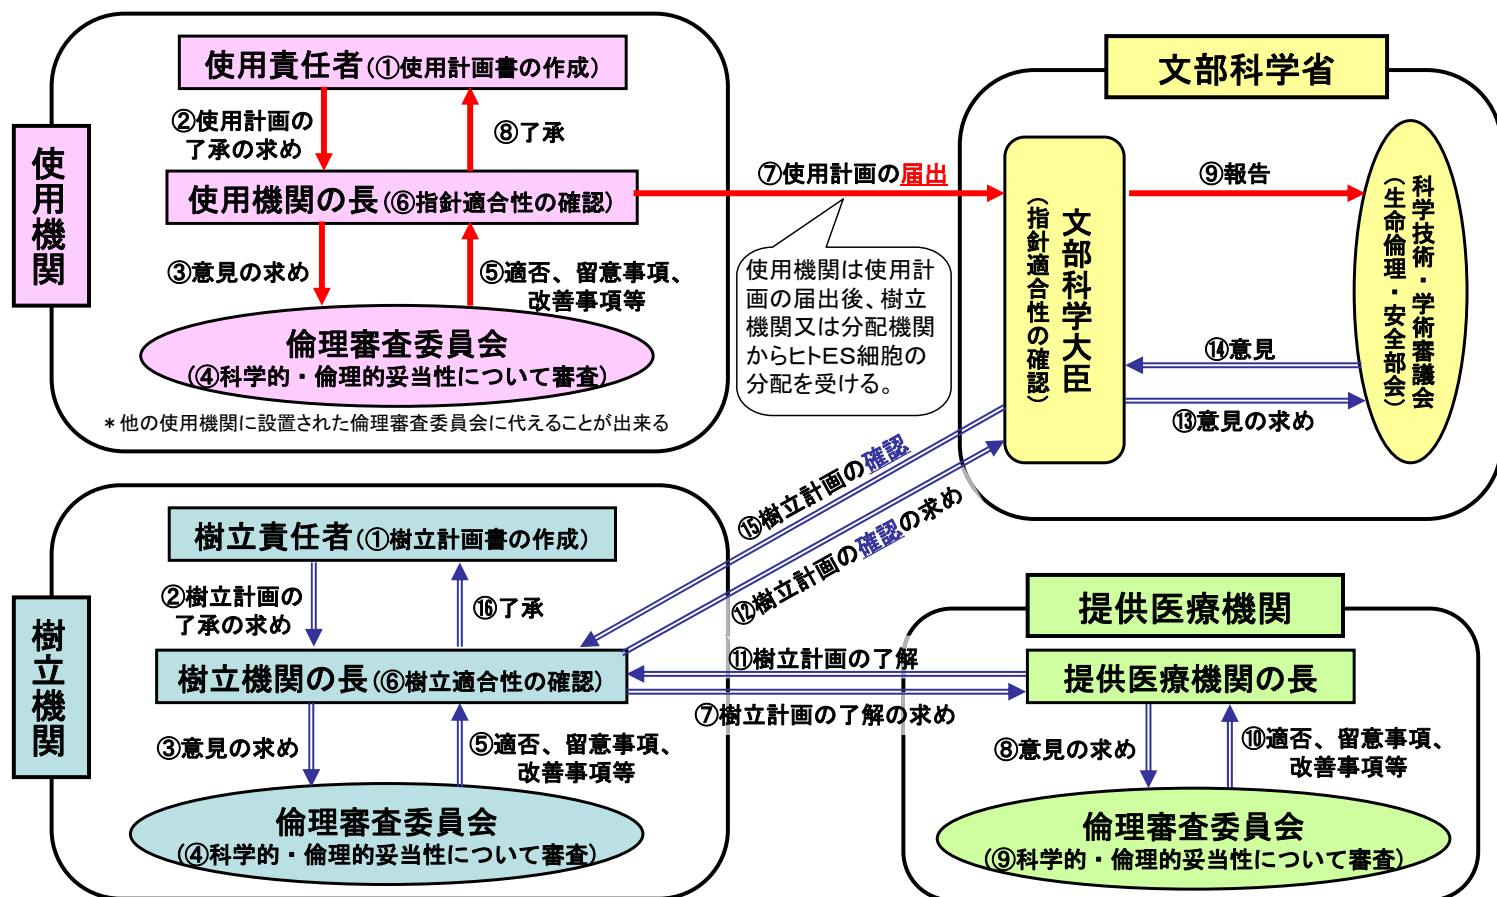 使用機関
使用責任者(①使用計画書の作成)
②使用計画の
了承の求め
⑧了承
使用機関の長(⑥指針適合性の確認)
③意見の求め
⑤適否、留意事項、
改善事項等
倫理審査委員会
(④科学的・倫理的妥当性について審査)
*他の使用機関に設置された倫理審査委員会に代えることが出来る
⑦使用計画の届出
使用機関は使用計
画の届出後、樹立
機関又は分配機関
からヒトES細胞の
分配を受ける。
文部科学省
文部科学大臣
(指針適合性の確認)
⑨報告
⑭意見
⑬意見の求め
科学技術・学術審議会
(生命倫理・安全部会)
⑮樹立計画の確認
⑫樹立計画の確認の求め
樹立機関
樹立責任者(①樹立計画書の作成)
②樹立計画の
了承の求め
⑯了承
樹立機関の長(⑥樹立適合性の確認)
③意見の求め
⑤適否、留意事項、
改善事項等
倫理審査委員会
(④科学的・倫理的妥当性について審査)
⑪樹立計画の了解
⑦樹立計画の了解の求め
提供医療機関
提供医療機関の長
⑧意見の求め
⑩適否、留意事項、
改善事項等
倫理審査委員会
(⑨科学的・倫理的妥当性について審査)